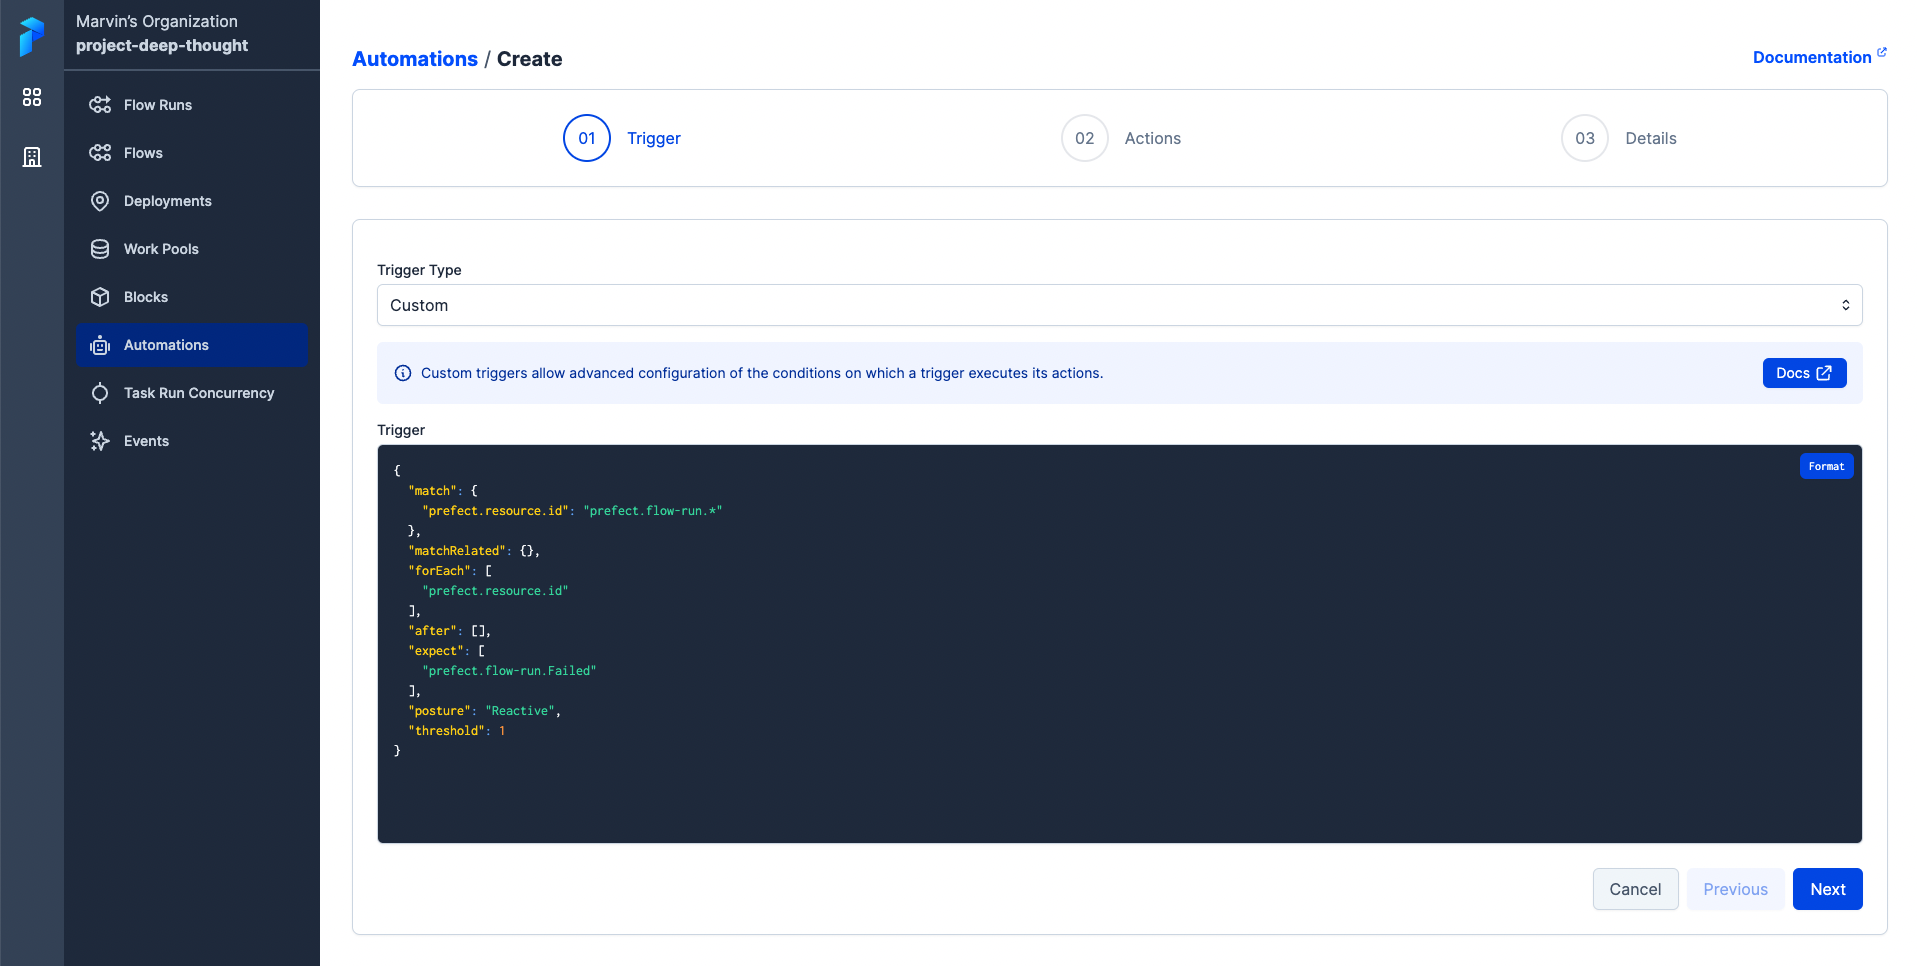 Marvin’s Organization
project-deep-thought
Flow Runs
Flows
Deployments
Work Pools
Blocks
Automations
Task Run Concurrency
Events
Automations / Create
Documentation
01 Trigger
02 Actions
03 Details
Trigger Type
Custom
Custom triggers allow advanced configuration of the conditions on which a trigger executes its actions.
Docs
Trigger
Format
{
  "match": {
    "prefect.resource.id": "prefect.flow-run.*"
  },
  "matchRelated": {},
  "forEach": [
    "prefect.resource.id"
  ],
  "after": [],
  "expect": [
    "prefect.flow-run.Failed"
  ],
  "posture": "Reactive",
  "threshold": 1
}
Cancel
Previous
Next